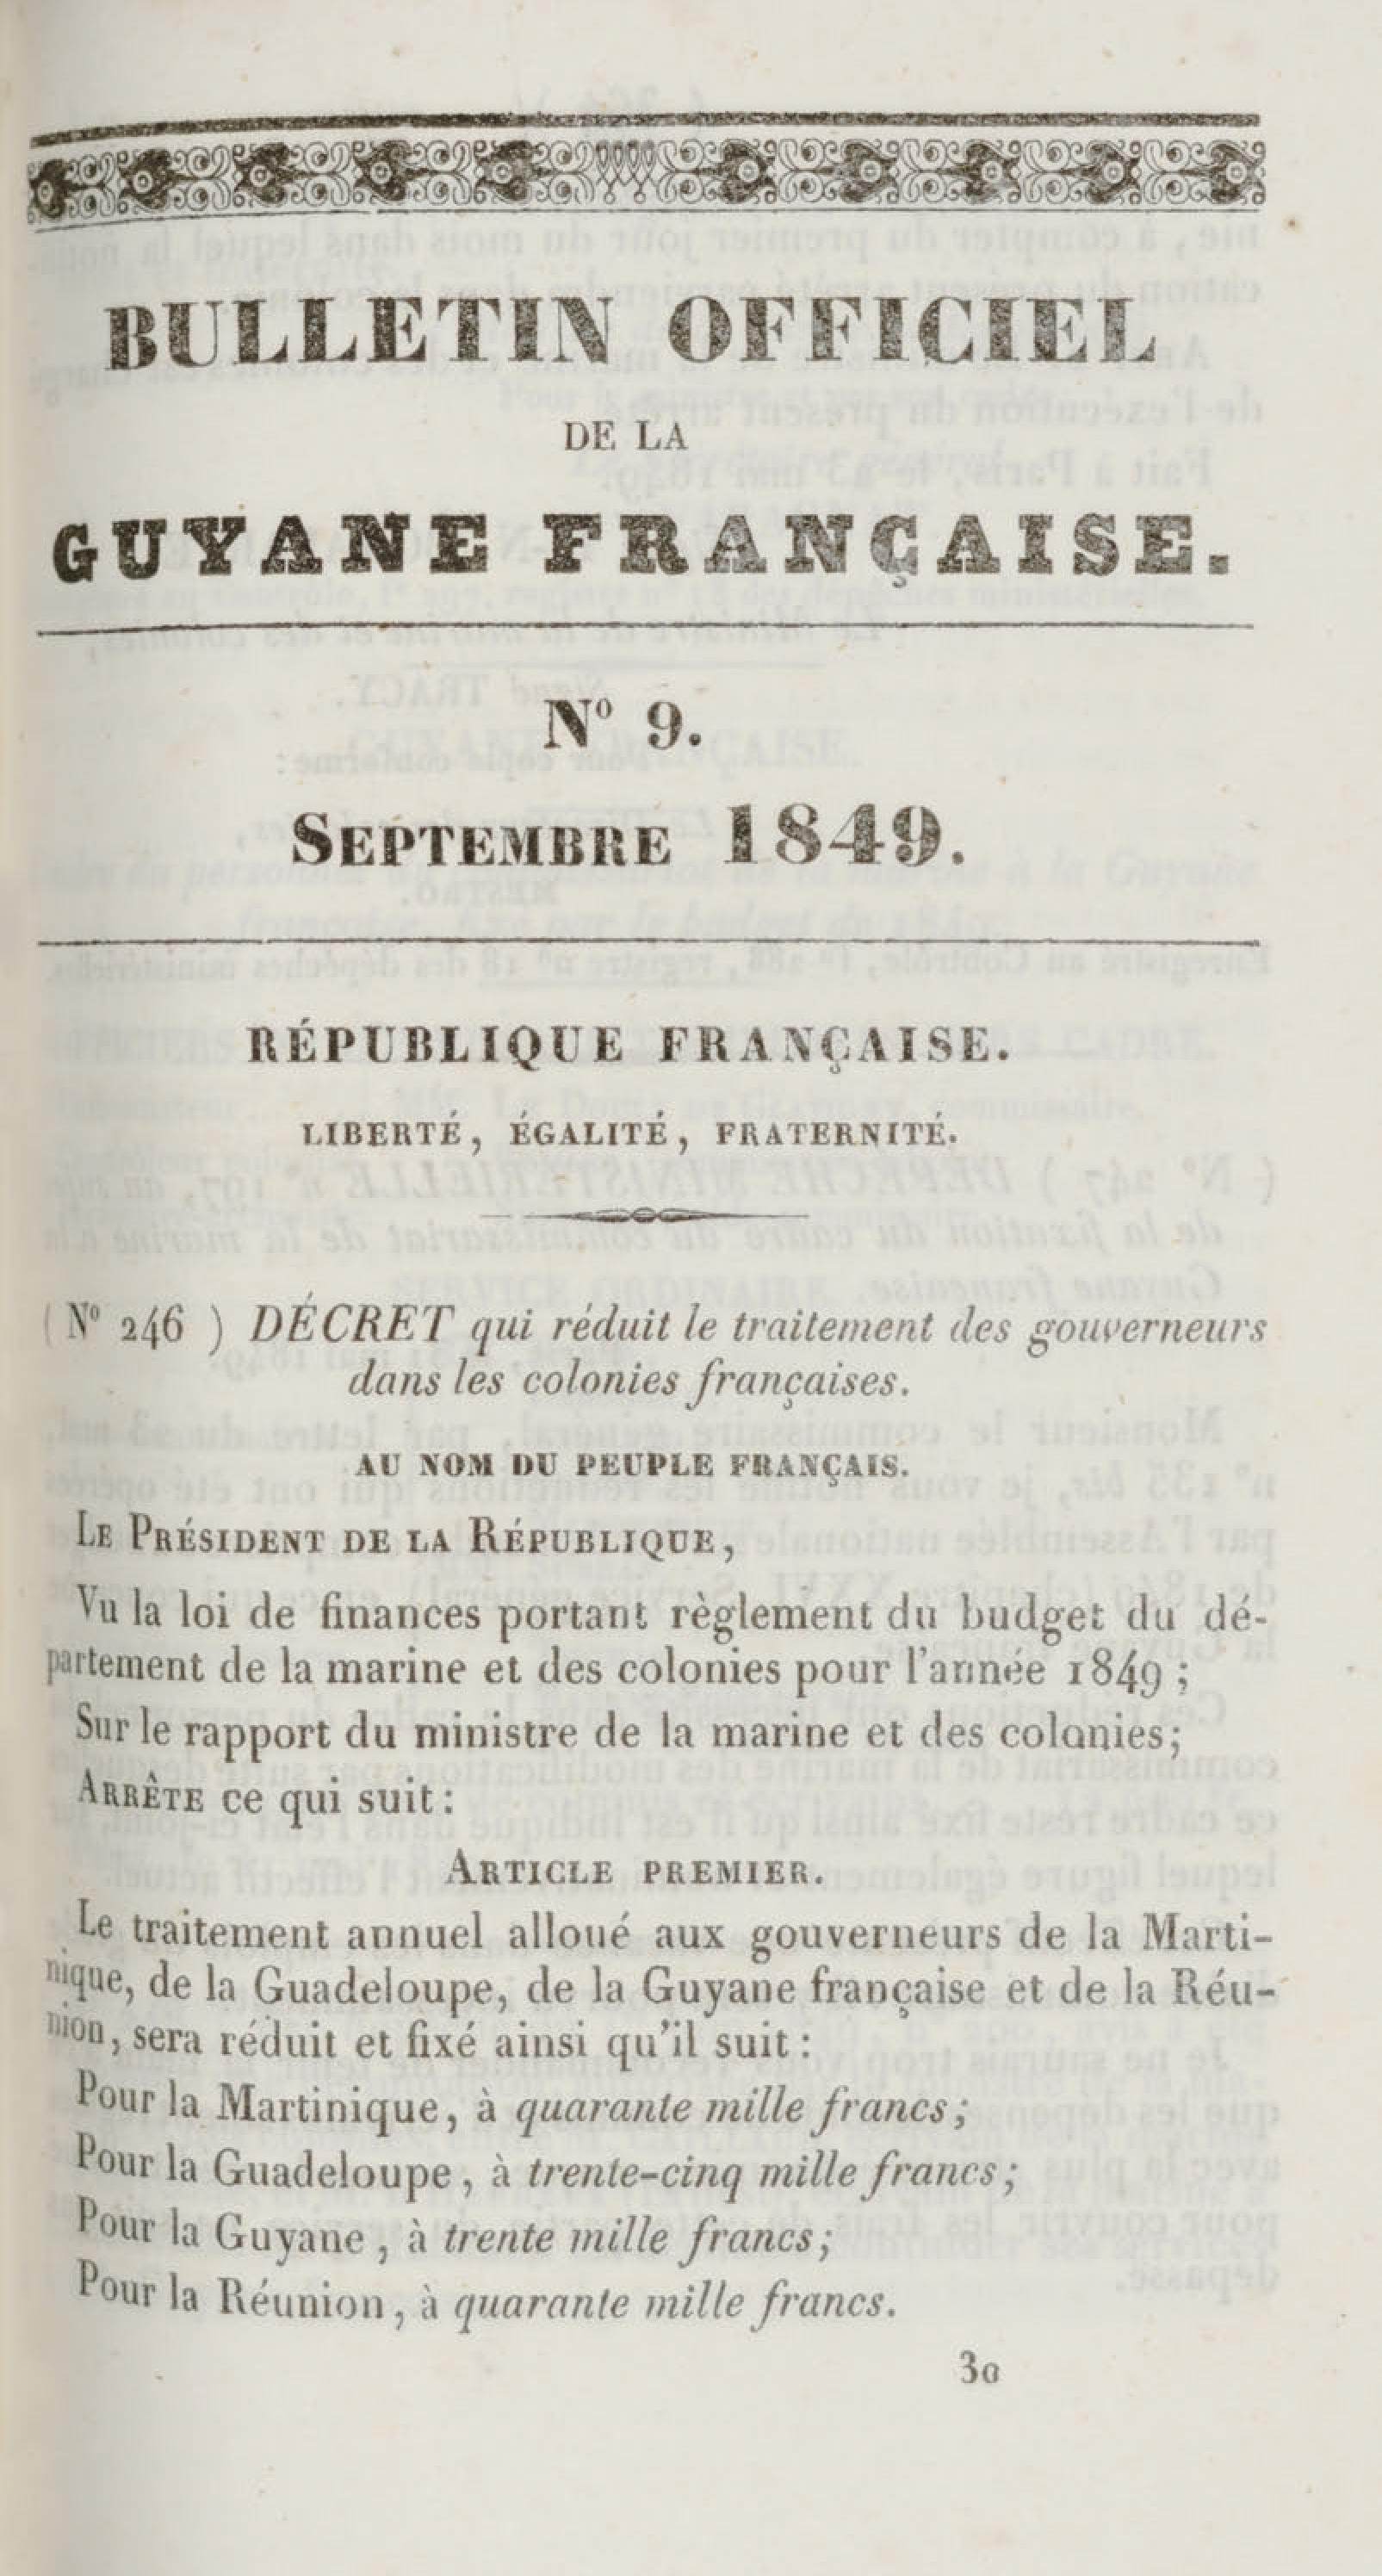 BULLETIN OFFICIEL
DE LA
GUYANE FRANÇAISE.
N° 9.
SEPTEMBRE 1849.
RÉPUBLIQUE FRANÇAISE.
LIBERTÉ, ÉGALITÉ, FRATERNITÉ.
( N° 246 ) DÉCRET qui réduit le traitement des gouverneurs
dans les colonies françaises.
AU NOM DU PEUPLE FRANÇAIS.
LE PRÉSIDENT DE LA RÉPUBLIQUE,
Vu la loi de finances portant règlement du budget du dé-
partement de la marine et des colonies pour l'année 1849 ;
Sur le rapport du ministre de la marine et des colonies;
ARRÊTE ce qui suit :
ARTICLE PREMIER.
Le traitement annuel alloué aux gouverneurs de la Marti-
nique, de la Guadeloupe, de la Guyane française et de la Réu-
nion, sera réduit et fixé ainsi qu'il suit :
Pour la Martinique, à quarante mille francs;
Pour la Guadeloupe, à trente-cinq mille francs;
Pour la Guyane, à trente mille francs;
Pour la Réunion, à quarante mille francs.
30